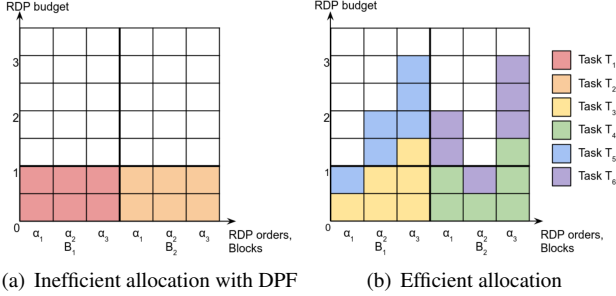 RDP budget
3
2
1
0
α₁ α₂ α₃ α₁ α₂ α₃
B₁ B₂
RDP orders,
Blocks
(a) Inefficient allocation with DPF
RDP budget
3
2
1
0
α₁ α₂ α₃ α₁ α₂ α₃
B₁ B₂
RDP orders,
Blocks
Task T₁
Task T₂
Task T₃
Task T₄
Task T₅
Task T₆
(b) Efficient allocation